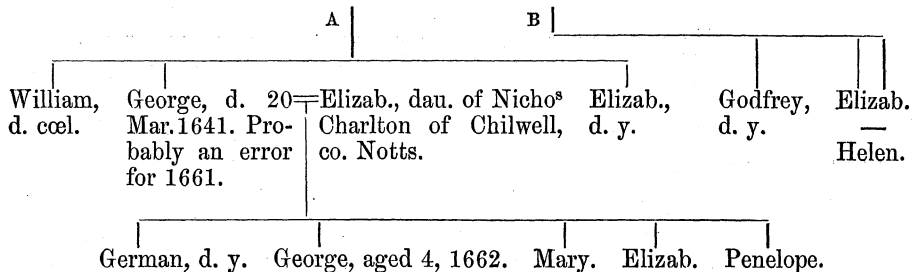 A B
William, George, d. 20 Elizab., dau. of Nichoˢ Elizab., Godfrey, Elizab.
d. cœl. Mar. 1641. Pro- Charlton of Chilwell, d. y. d. y. —
bably an error co. Notts. Helen.
for 1661.
German, d. y. George, aged 4, 1662. Mary. Elizab. Penelope.